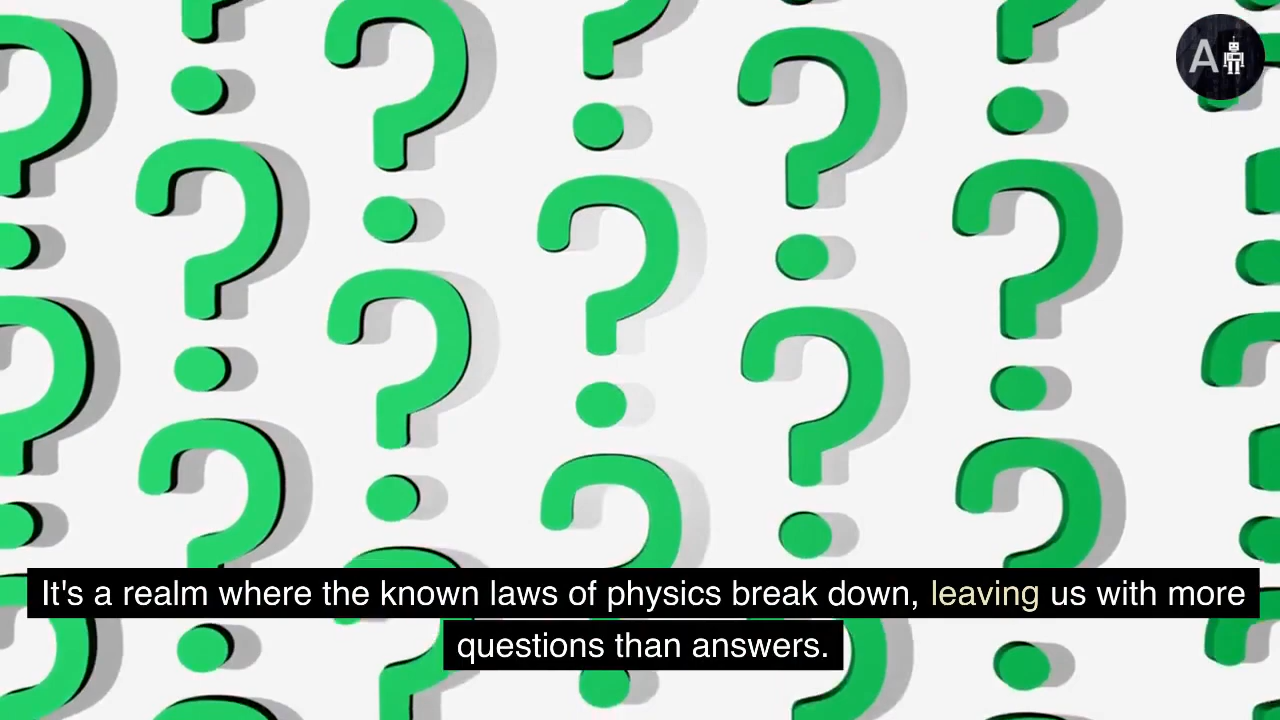 A
It's a realm where the known laws of physics break down, leaving us with more
questions than answers.